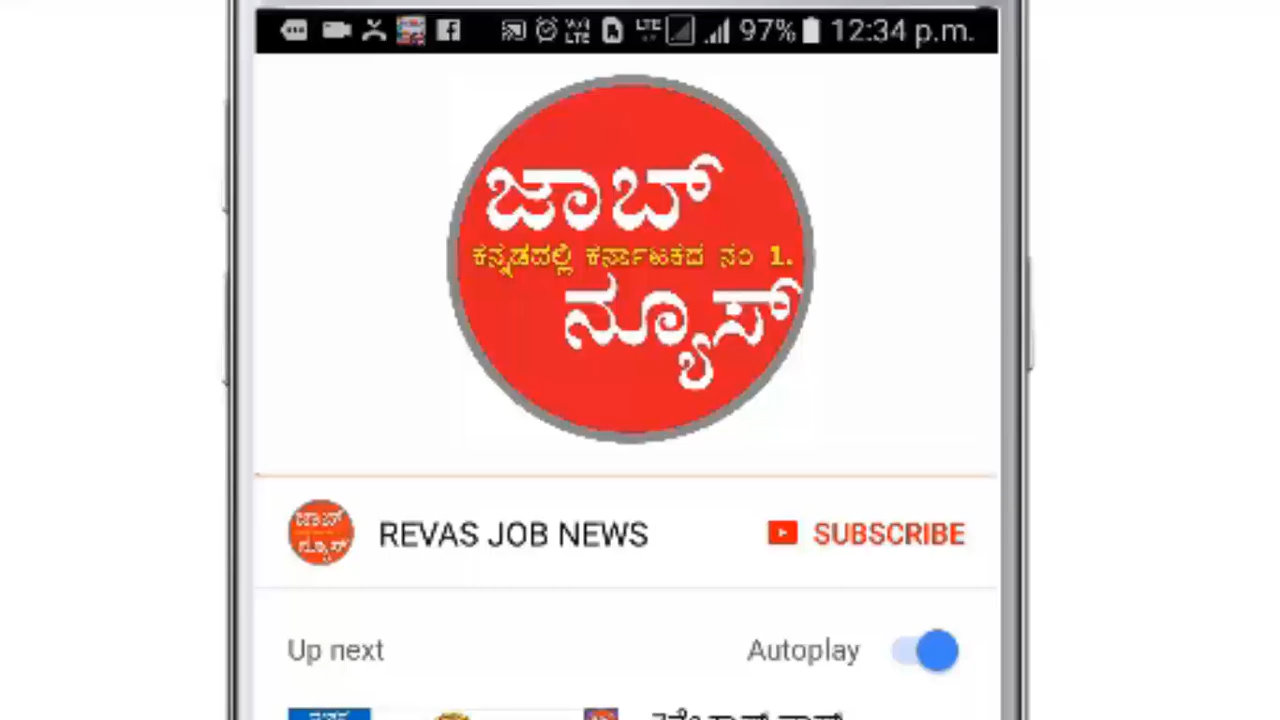 97% 12:34 p.m.
ಜಾಬ್
ಕನ್ನಡದಲ್ಲಿ ಕರ್ನಾಟಕದ ನಂ 1.
ನ್ಯೂಸ್
ಜಾಬ್
ನ್ಯೂಸ್
REVAS JOB NEWS
SUBSCRIBE
Up next
Autoplay